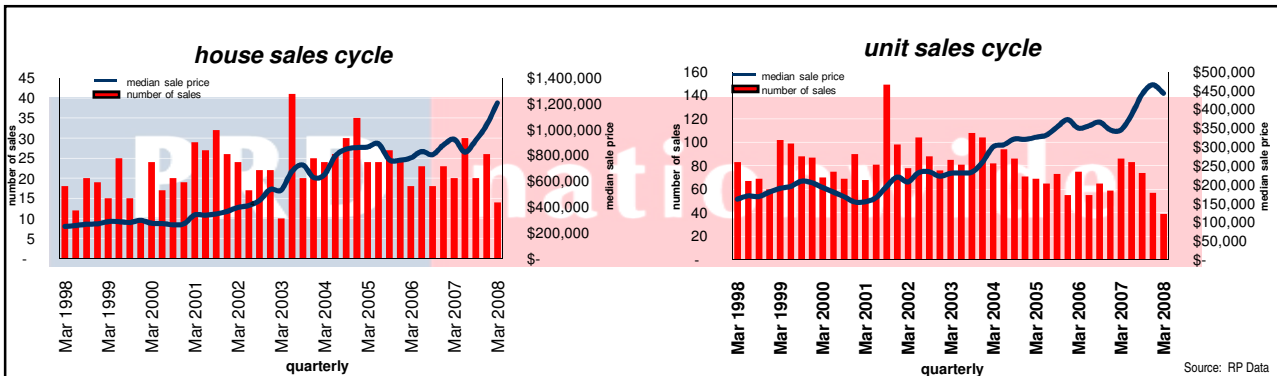 house sales cycle
median sale price
number of sales
45
40
35
30
25
20
15
10
5
-
number of sales
$1,400,000
$1,200,000
$1,000,000
$800,000
$600,000
$400,000
$200,000
$-
median sale price
Mar 1998
Mar 1999
Mar 2000
Mar 2001
Mar 2002
Mar 2003
Mar 2004
Mar 2005
Mar 2006
Mar 2007
Mar 2008
quarterly
unit sales cycle
median sale price
number of sales
160
140
120
100
80
60
40
20
-
number of sales
$500,000
$450,000
$400,000
$350,000
$300,000
$250,000
$200,000
$150,000
$100,000
$50,000
$-
median sale price
Mar 1998
Mar 1999
Mar 2000
Mar 2001
Mar 2002
Mar 2003
Mar 2004
Mar 2005
Mar 2006
Mar 2007
Mar 2008
quarterly
Source: RP Data